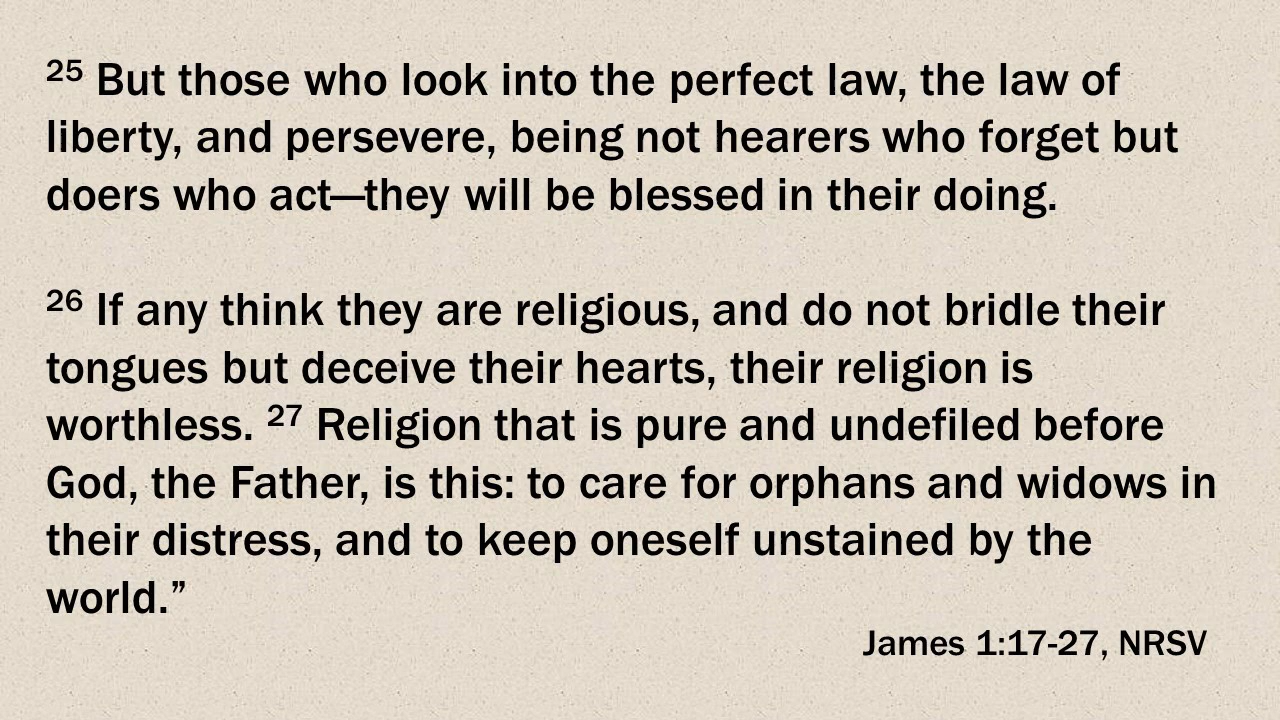 25 But those who look into the perfect law, the law of
liberty, and persevere, being not hearers who forget but
doers who act—they will be blessed in their doing.
26 If any think they are religious, and do not bridle their
tongues but deceive their hearts, their religion is
worthless. 27 Religion that is pure and undefiled before
God, the Father, is this: to care for orphans and widows in
their distress, and to keep oneself unstained by the
world.”
James 1:17-27, NRSV